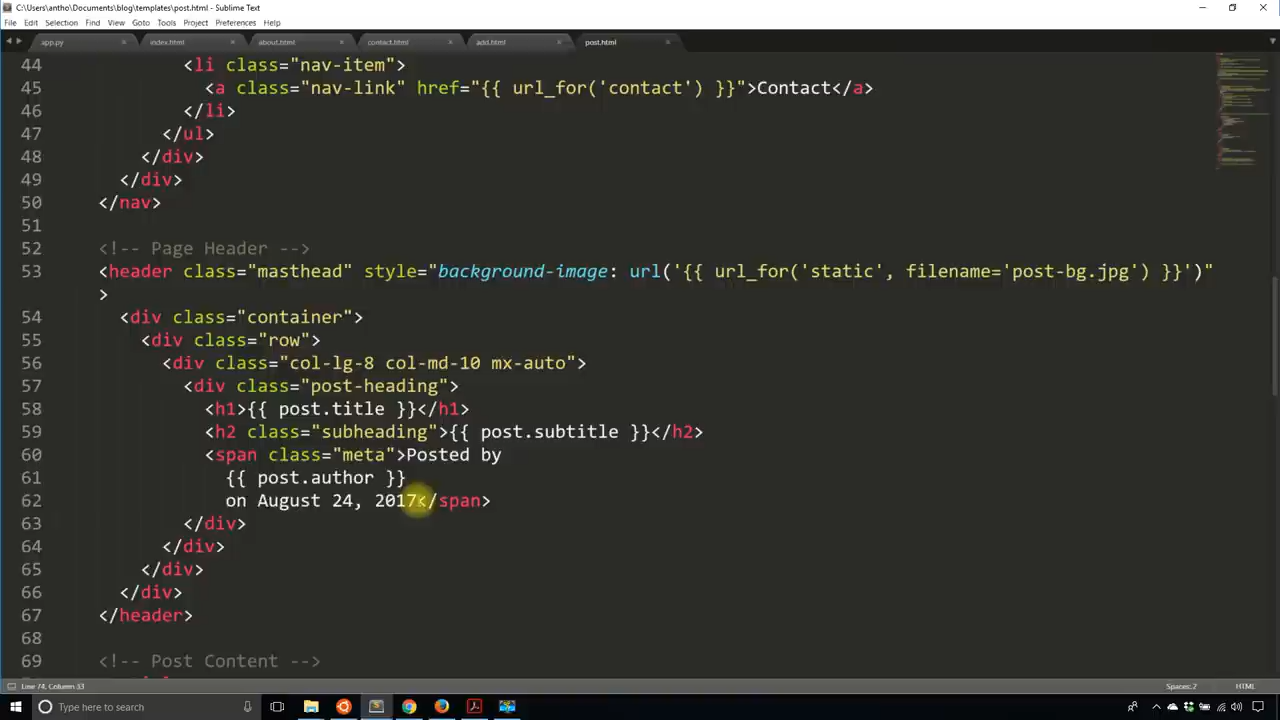 C:\Users\antho\Documents\blog\templates\post.html - Sublime Text
File Edit Selection Find View Goto Tools Project Preferences Help
app.py index.html about.html contact.html add.html post.html
44 <li class="nav-item">
45 <a class="nav-link" href="{{ url_for('contact') }}">Contact</a>
46 </li>
47 </ul>
48 </div>
49 </div>
50 </nav>
51
52 <!-- Page Header -->
53 <header class="masthead" style="background-image: url('{{ url_for('static', filename='post-bg.jpg') }}')"
>
54 <div class="container">
55 <div class="row">
56 <div class="col-lg-8 col-md-10 mx-auto">
57 <div class="post-heading">
58 <h1>{{ post.title }}</h1>
59 <h2 class="subheading">{{ post.subtitle }}</h2>
60 <span class="meta">Posted by
61 {{ post.author }}
62 on August 24, 2017</span>
63 </div>
64 </div>
65 </div>
66 </div>
67 </header>
68
69 <!-- Post Content -->
Line 74, Column 33 Spaces: 2 HTML
Type here to search